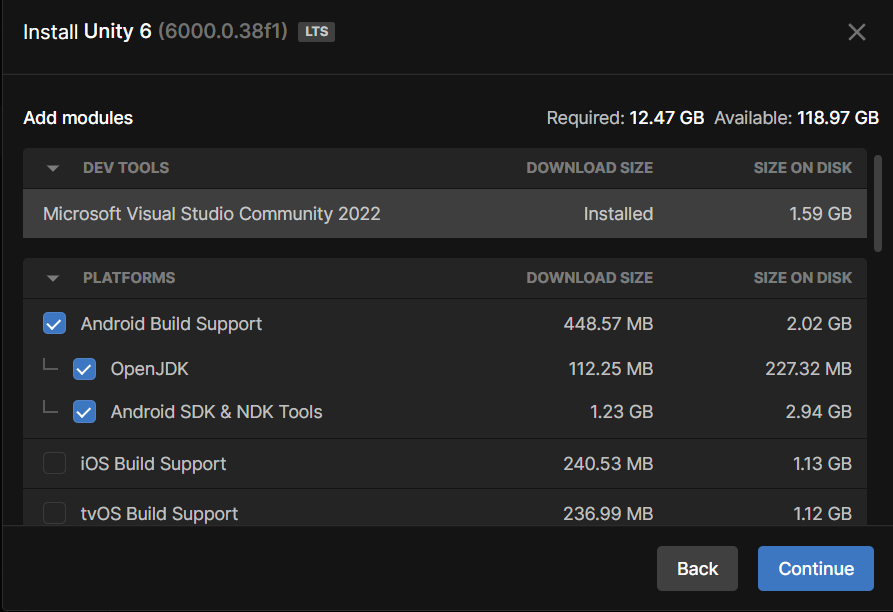 Install Unity 6 (6000.0.38f1) LTS
Add modules Required: 12.47 GB Available: 118.97 GB
DEV TOOLS DOWNLOAD SIZE SIZE ON DISK
Microsoft Visual Studio Community 2022 Installed 1.59 GB
PLATFORMS DOWNLOAD SIZE SIZE ON DISK
Android Build Support 448.57 MB 2.02 GB
OpenJDK 112.25 MB 227.32 MB
Android SDK & NDK Tools 1.23 GB 2.94 GB
iOS Build Support 240.53 MB 1.13 GB
tvOS Build Support 236.99 MB 1.12 GB
Back Continue